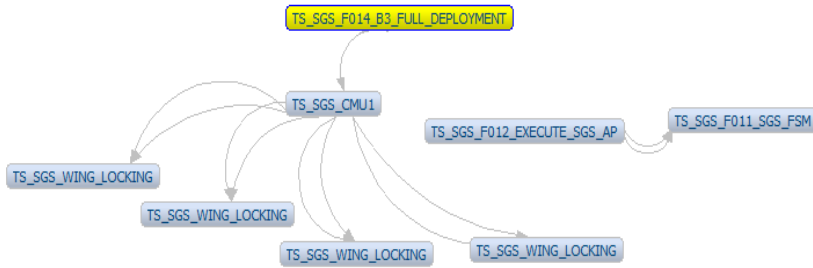 TS_SGS_F014_B3_FULL_DEPLOYMENT
TS_SGS_CMU1
TS_SGS_F012_EXECUTE_SGS_AP
TS_SGS_F011_SGS_FSM
TS_SGS_WING_LOCKING
TS_SGS_WING_LOCKING
TS_SGS_WING_LOCKING
TS_SGS_WING_LOCKING